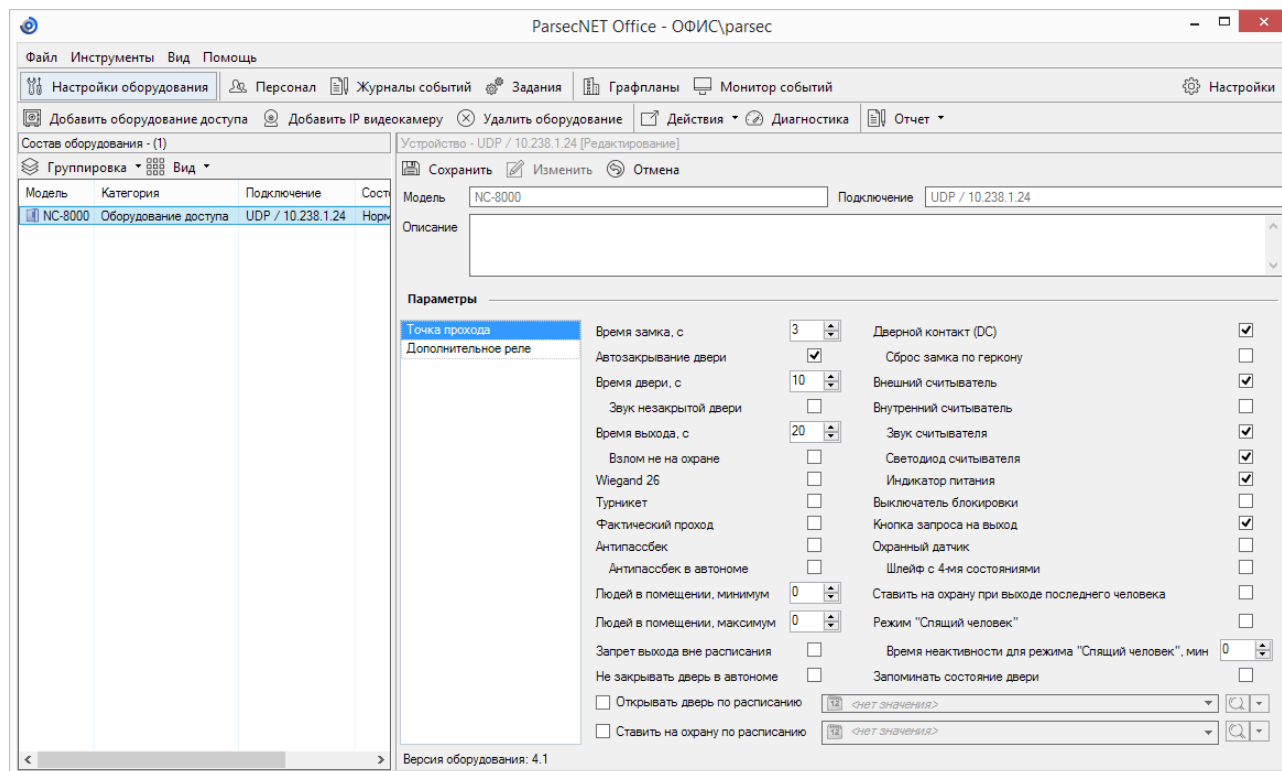 ParsecNET Office - ОФИС\parsec
Файл Инструменты Вид Помощь
Настройки оборудования Персонал Журналы событий Задания Графпланы Монитор событий Настройки
Добавить оборудование доступа Добавить IP видеокамеру Удалить оборудование Действия Диагностика Отчет
Состав оборудования - (1)
Группировка Вид
Модель Категория Подключение Состо
NC-8000 Оборудование доступа UDP / 10.238.1.24 Норм
Устройство - UDP / 10.238.1.24 [Редактирование]
Сохранить Изменить Отмена
Модель NC-8000 Подключение UDP / 10.238.1.24
Описание
Параметры
Точка прохода
Дополнительное реле
Время замка, с 3 Дверной контакт (DC)
Автозакрывание двери Сброс замка по геркону
Время двери, с 10 Внешний считыватель
Звук незакрытой двери Внутренний считыватель
Время выхода, с 20 Звук считывателя
Взлом не на охране Светодиод считывателя
Wiegand 26 Индикатор питания
Турникет Выключатель блокировки
Фактический проход Кнопка запроса на выход
Антипассбек Охранный датчик
Антипассбек в автономе Шлейф с 4-мя состояниями
Людей в помещении, минимум 0 Ставить на охрану при выходе последнего человека
Людей в помещении, максимум 0 Режим "Спящий человек"
Запрет выхода вне расписания Время неактивности для режима "Спящий человек", мин 0
Не закрывать дверь в автономе Запоминать состояние двери
Открывать дверь по расписанию 12 <нет значения>
Ставить на охрану по расписанию 12 <нет значения>
Версия оборудования: 4.1